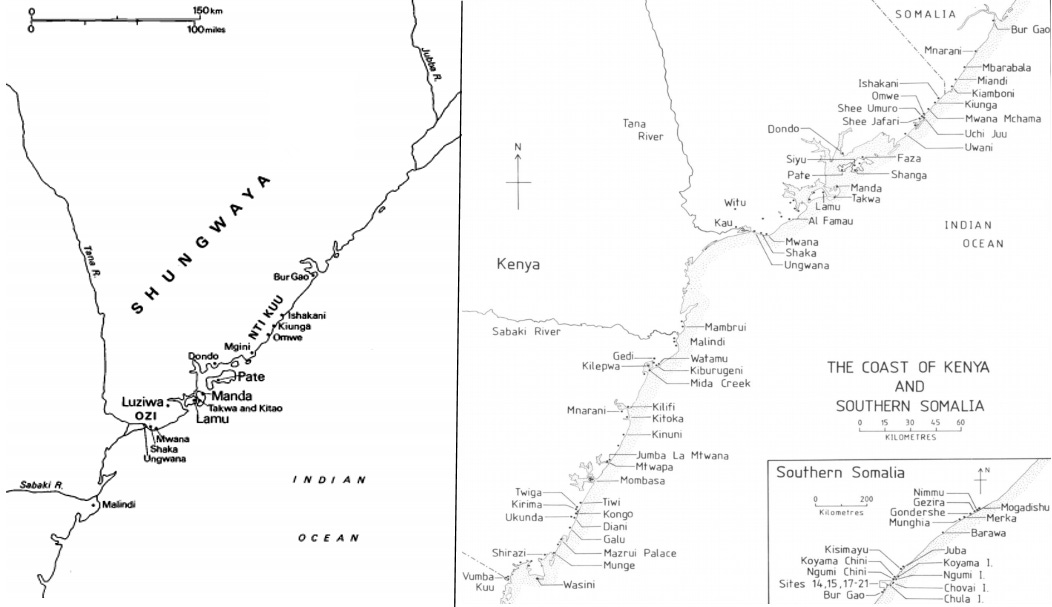 0 150 km
0 100 miles
Jubba R.
Tana R.
SHUNGWAYA
Bur Gao
NTI KUU
Ishakani
Kiunga
Omwe
Mgini
Dondo
Pate
Manda
Luziwa
Takwa and Kitao
OZI
Lamu
Mwana
Shaka
Ungwana
Sabaki R.
Malindi
INDIAN
OCEAN
SOMALIA
Bur Gao
Mnarani
Mbarabala
Miandi
Ishakani
Kiamboni
Omwe
Kiunga
Shee Umuro
Mwana Mchama
Shee Jafari
Uchi Juu
Tana
River
Dondo
Uwani
N
Siyu
Faza
Pate
Shanga
Manda
Takwa
Witu
Lamu
Kau
Al Famau
INDIAN
OCEAN
Mwana
Shaka
Ungwana
Kenya
Sabaki River
Mambrui
Malindi
Gedi
Watamu
Kilepwa
Kiburugeni
Mida Creek
THE COAST OF KENYA
AND
SOUTHERN SOMALIA
0 15 30 45 60
KILOMETRES
Mnarani
Kilifi
Kitoka
Kinuni
Jumba La Mtwana
Mtwapa
Mombasa
Twiga
Tiwi
Kirima
Kongo
Ukunda
Diani
Galu
Shirazi
Mazrui Palace
Munge
Vumba
Kuu
Wasini
Southern Somalia
N
0 200
Kilometres
Nimmu
Gezira
Mogadishu
Gondershe
Merka
Munghia
Barawa
Kisimayu
Juba
Koyama Chini
Koyama I.
Ngumi Chini
Ngumi I.
Sites 14,15,17-21
Chovai I.
Bur Gao
Chula I.